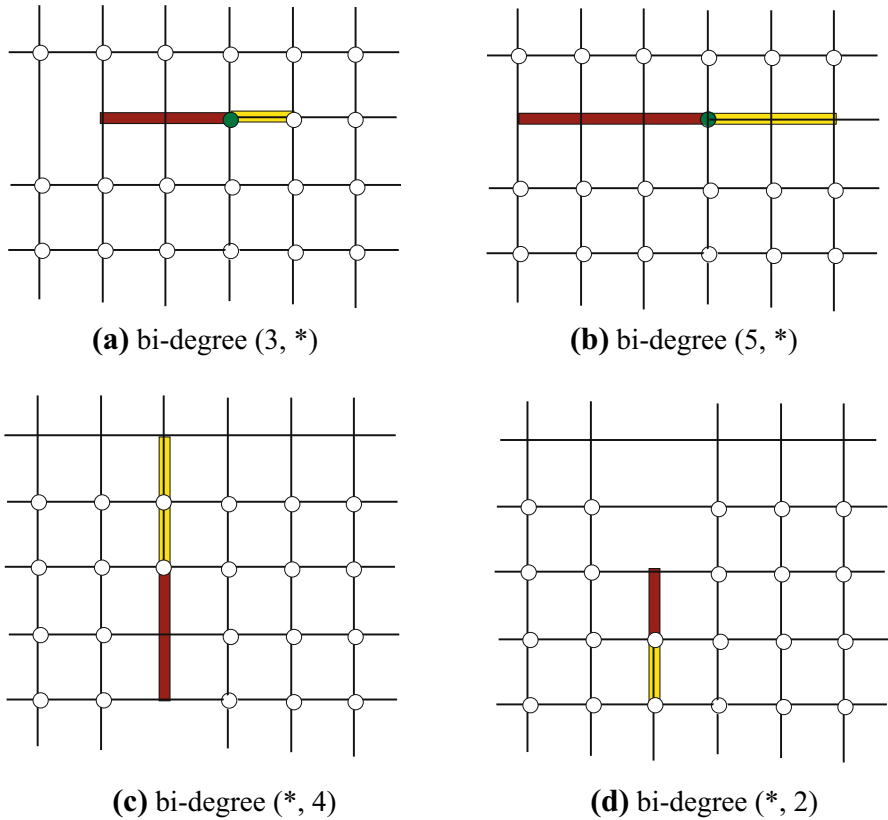 (a) bi-degree (3, *)
(b) bi-degree (5, *)
(c) bi-degree (*, 4)
(d) bi-degree (*, 2)